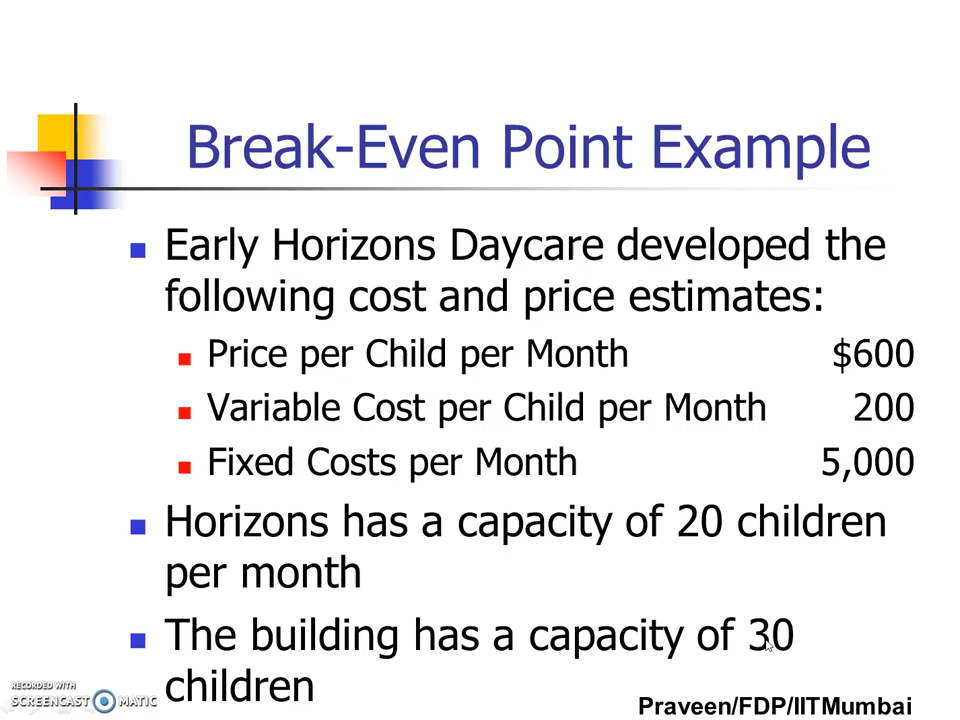 Break-Even Point Example
Early Horizons Daycare developed the
following cost and price estimates:
Price per Child per Month $600
Variable Cost per Child per Month 200
Fixed Costs per Month 5,000
Horizons has a capacity of 20 children
per month
The building has a capacity of 30
children
RECORDED WITH
SCREENCAST MATIC
Praveen/FDP/IITMumbai